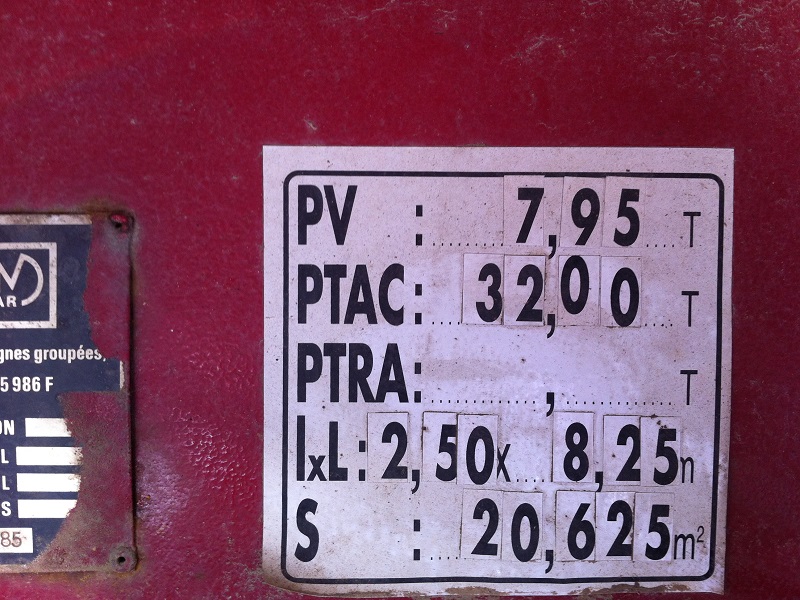 M
AR
gnes groupées,
5 986 F
ON
L
L
S
85
PV : 7,95 T
PTAC: 32,00 T
PTRA: , T
lxL: 2,50x 8,25m
S : 20,625m²